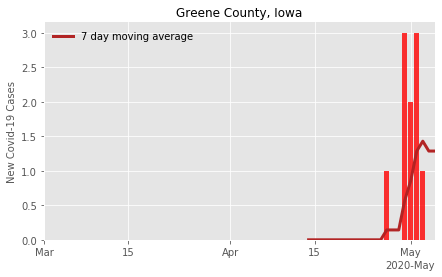 Greene County, Iowa
7 day moving average
New Covid-19 Cases
3.0
2.5
2.0
1.5
1.0
0.5
0.0
Mar 15 Apr 15 May
2020-May